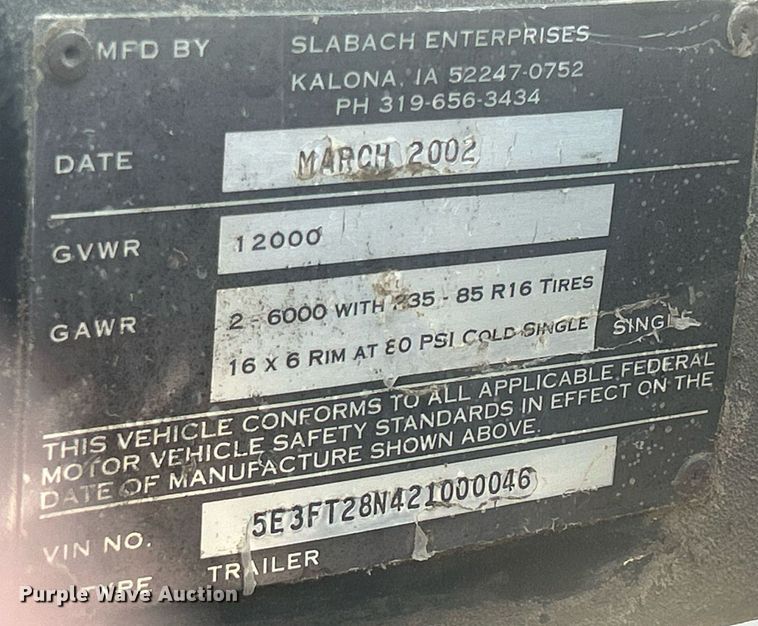 MFD BY SLABACH ENTERPRISES
KALONA, IA 52247-0752
PH 319-656-3434
DATE MARCH 2002
GVWR 12000
GAWR 2 - 6000 WITH 235 - 85 R16 TIRES
16 x 6 RIM AT 80 PSI COLD SINGLE SINGLE
THIS VEHICLE CONFORMS TO ALL APPLICABLE FEDERAL
MOTOR VEHICLE SAFETY STANDARDS IN EFFECT ON THE
DATE OF MANUFACTURE SHOWN ABOVE.
VIN NO. 5E3FT28N421000046
TYPE TRAILER
Purple Wave Auction